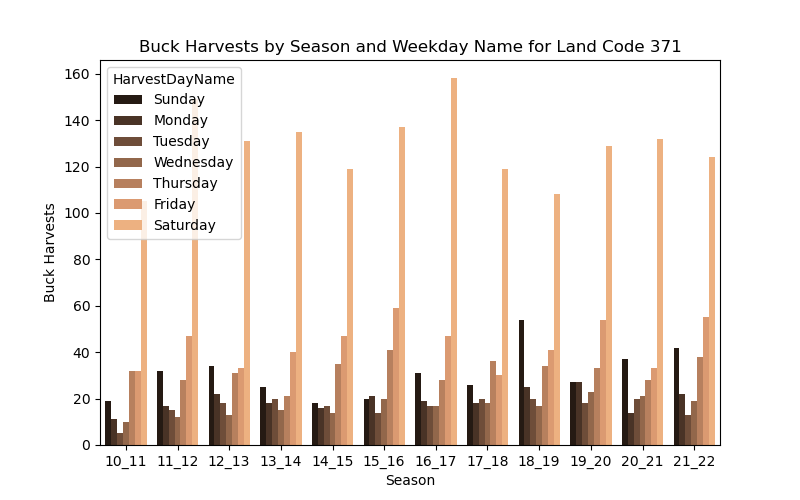 Buck Harvests by Season and Weekday Name for Land Code 371
160
140
120
100
80
60
40
20
0
Buck Harvests
HarvestDayName
Sunday
Monday
Tuesday
Wednesday
Thursday
Friday
Saturday
10_11 11_12 12_13 13_14 14_15 15_16 16_17 17_18 18_19 19_20 20_21 21_22
Season